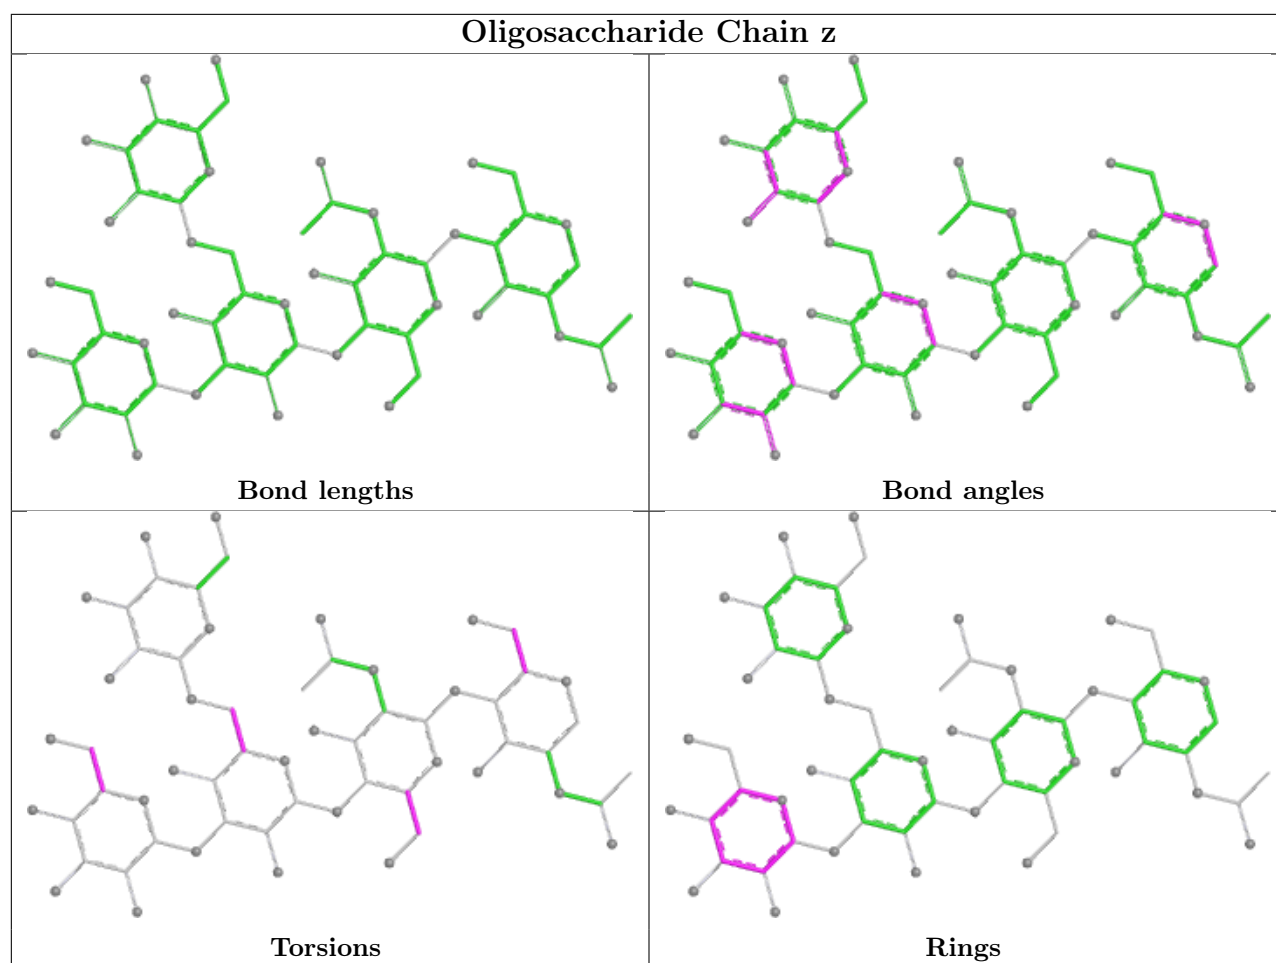 Oligosaccharide Chain z
Bond lengths
Bond angles
Torsions
Rings